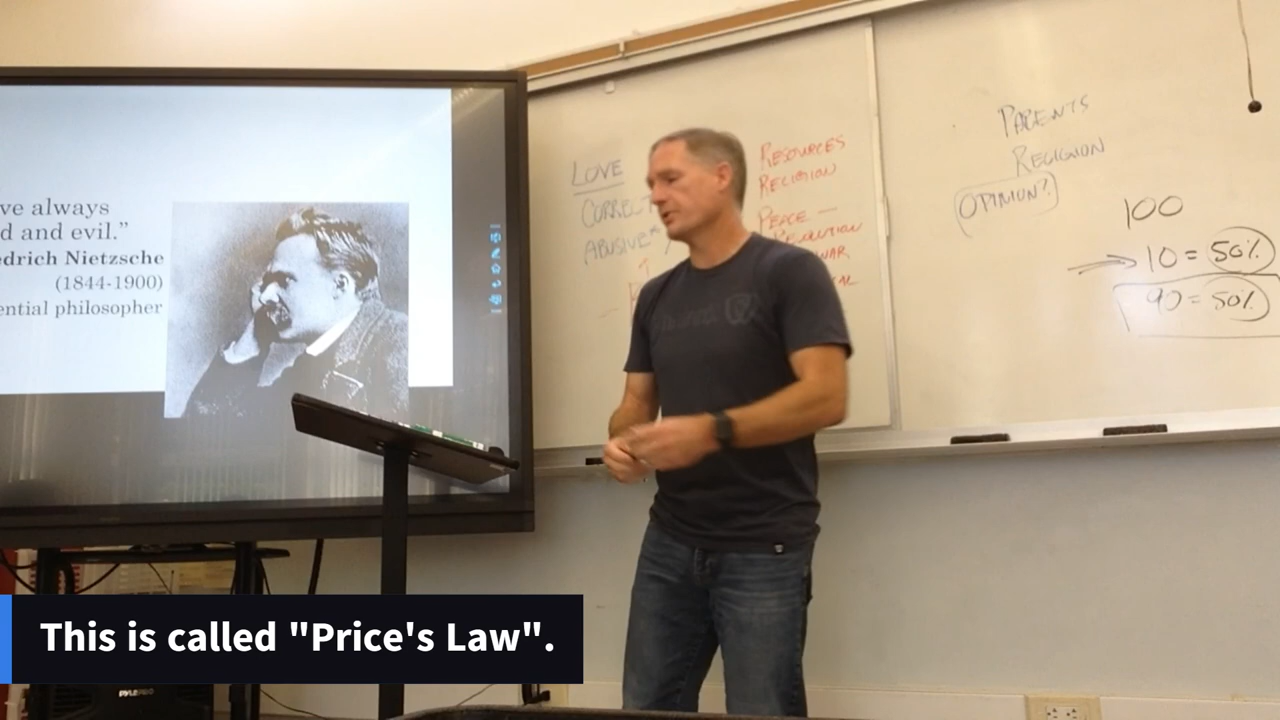 ve always
d and evil.”
edrich Nietzsche
(1844-1900)
ential philosopher
LOVE
CORRECT
ABUSIVE
RESOURCES
RELIGION
PEACE —
WAR
PARENTS
RELIGION
OPINION?
100
10 = 50%
90 = 50%
This is called "Price's Law".
PYLEPRO